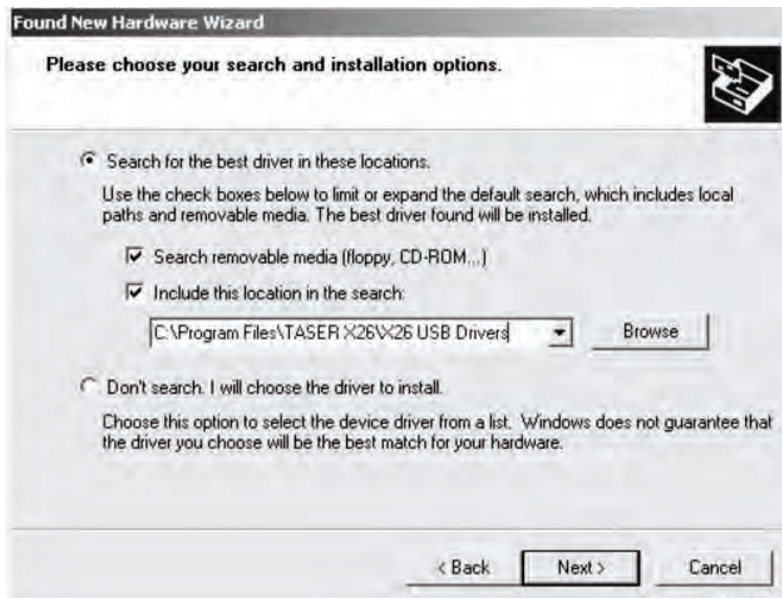 Found New Hardware Wizard
Please choose your search and installation options.
Search for the best driver in these locations.
Use the check boxes below to limit or expand the default search, which includes local
paths and removable media. The best driver found will be installed.
Search removable media (floppy, CD-ROM...)
Include this location in the search:
C:\Program Files\TASER X26\X26 USB Drivers
Browse
Don't search. I will choose the driver to install.
Choose this option to select the device driver from a list. Windows does not guarantee that
the driver you choose will be the best match for your hardware.
< Back Next > Cancel